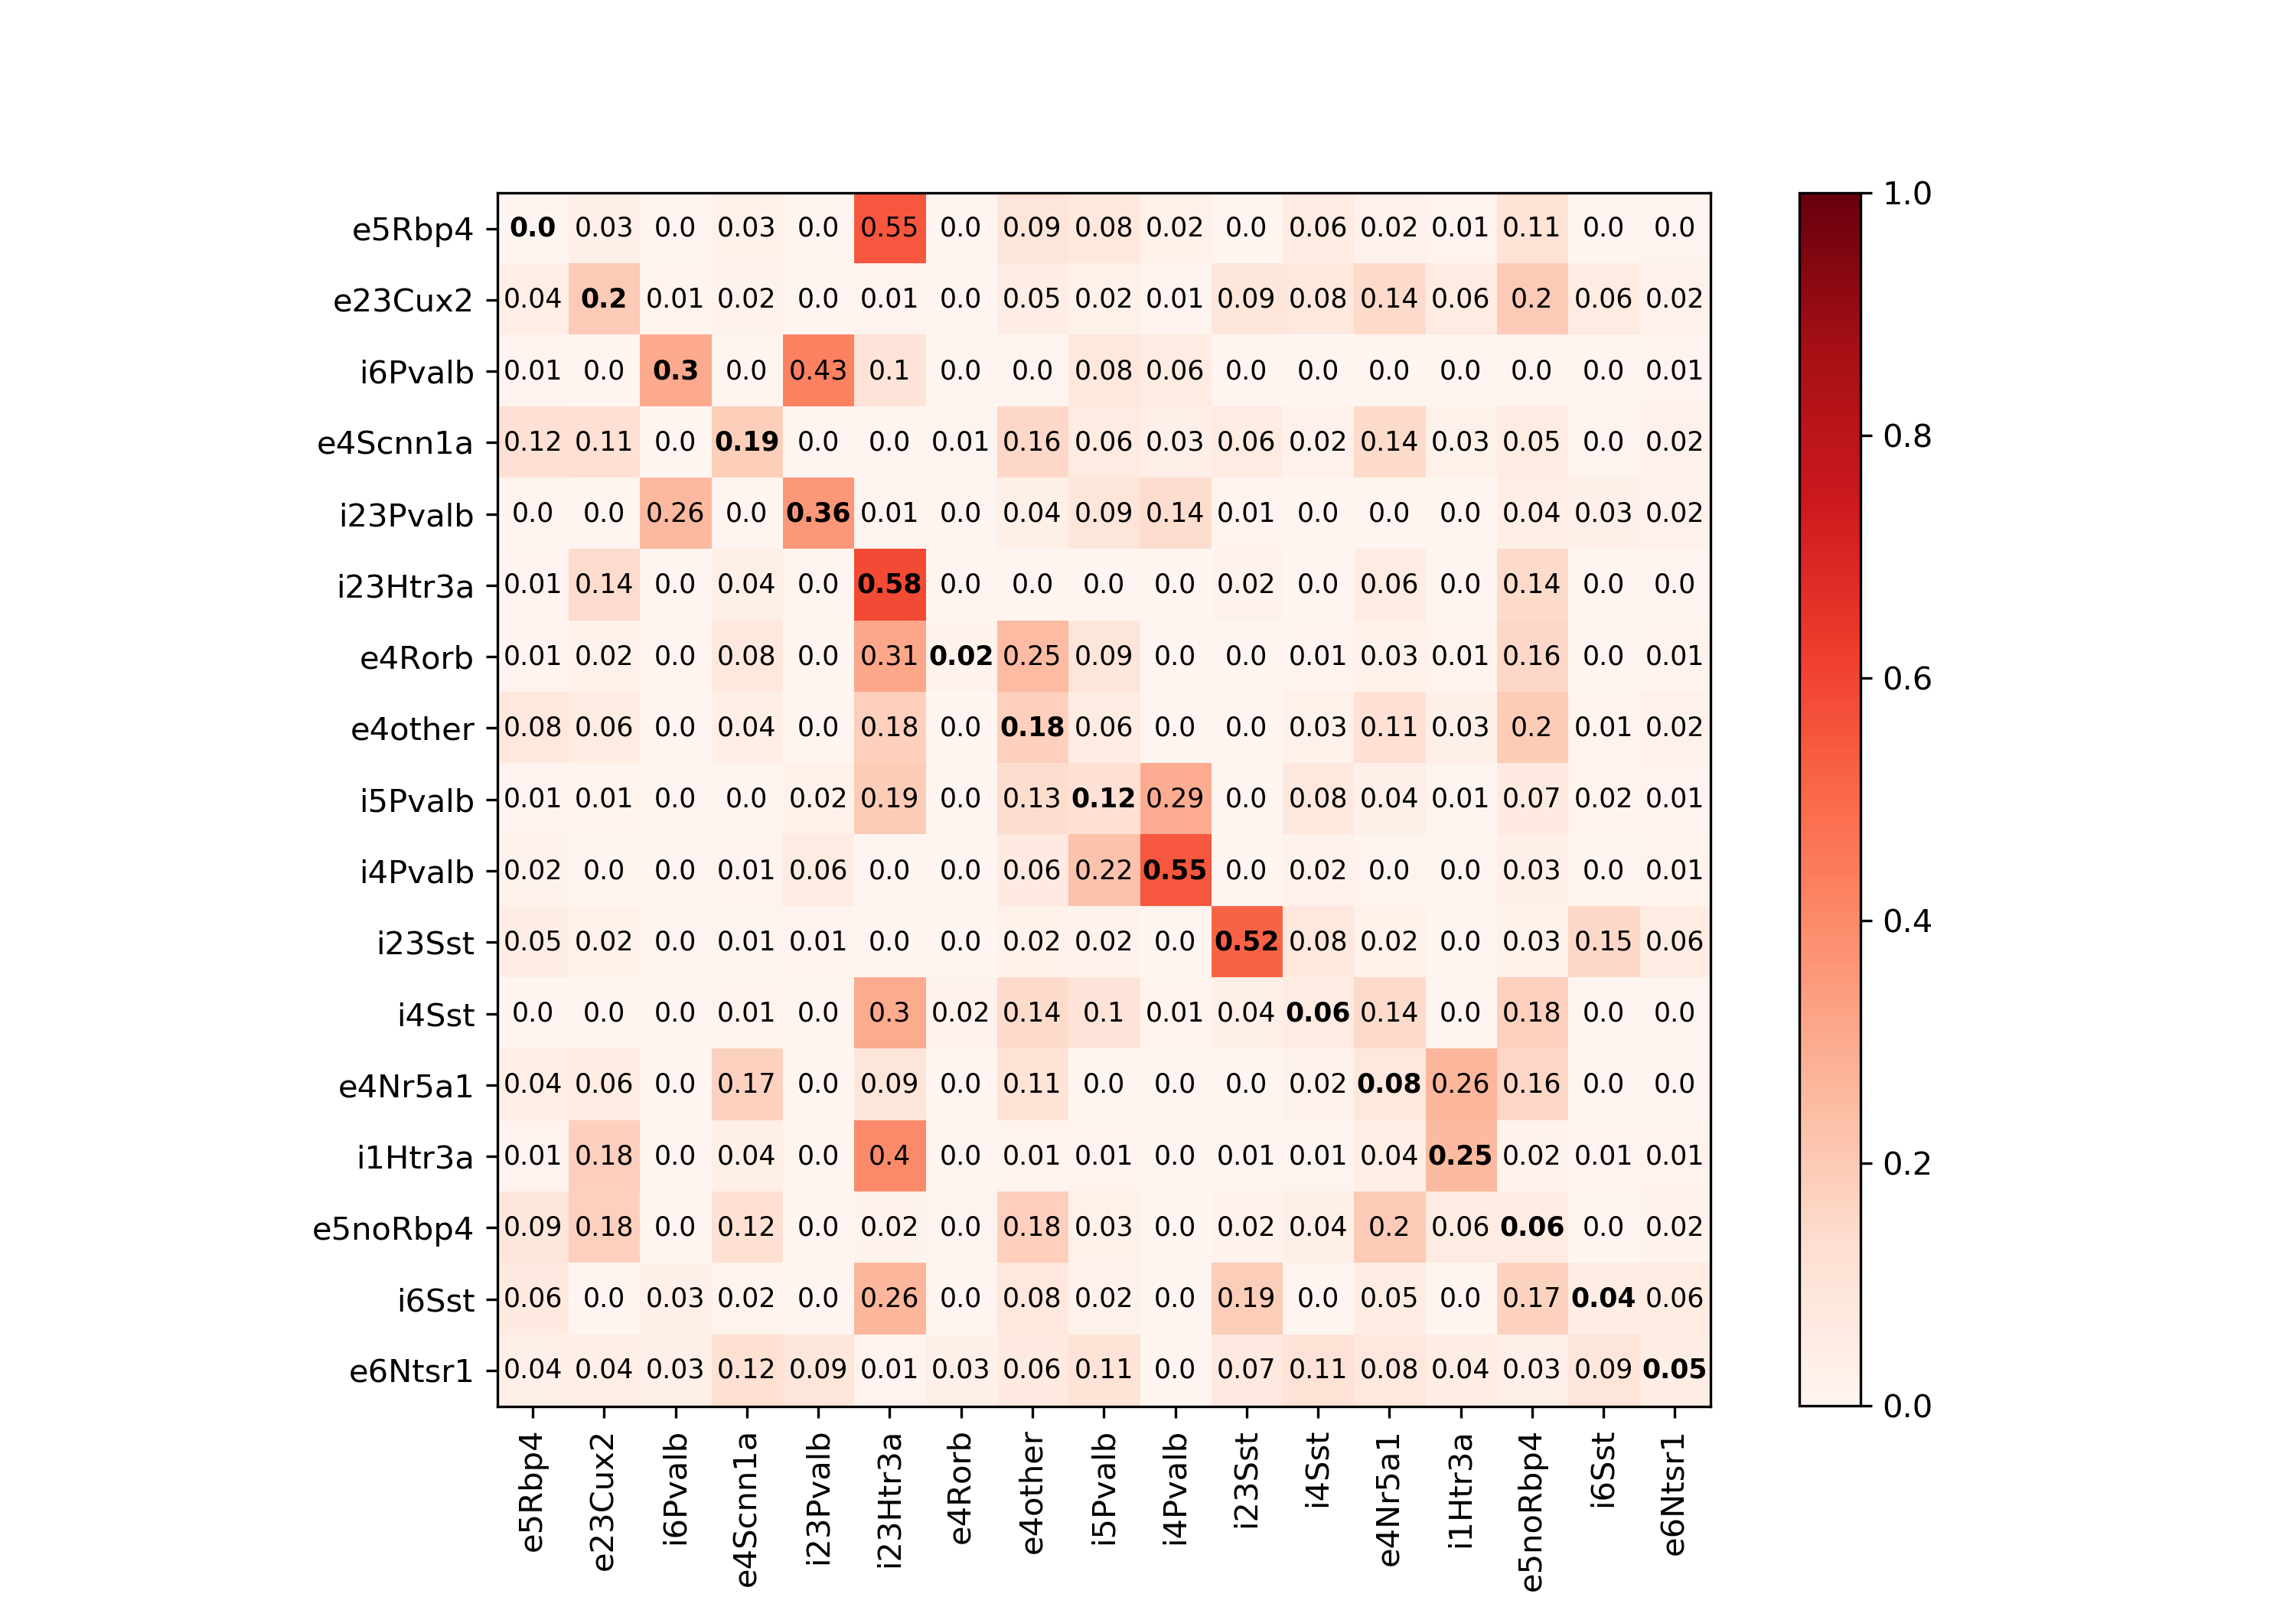 1.0
e5Rbp4 0.0 0.03 0.0 0.03 0.0 0.55 0.0 0.09 0.08 0.02 0.0 0.06 0.02 0.01 0.11 0.0 0.0
e23Cux2 0.04 0.2 0.01 0.02 0.0 0.01 0.0 0.05 0.02 0.01 0.09 0.08 0.14 0.06 0.2 0.06 0.02
i6Pvalb 0.01 0.0 0.3 0.0 0.43 0.1 0.0 0.0 0.08 0.06 0.0 0.0 0.0 0.0 0.0 0.0 0.01
e4Scnn1a 0.12 0.11 0.0 0.19 0.0 0.0 0.01 0.16 0.06 0.03 0.06 0.02 0.14 0.03 0.05 0.0 0.02
0.8
i23Pvalb 0.0 0.0 0.26 0.0 0.36 0.01 0.0 0.04 0.09 0.14 0.01 0.0 0.0 0.0 0.04 0.03 0.02
i23Htr3a 0.01 0.14 0.0 0.04 0.0 0.58 0.0 0.0 0.0 0.0 0.02 0.0 0.06 0.0 0.14 0.0 0.0
e4Rorb 0.01 0.02 0.0 0.08 0.0 0.31 0.02 0.25 0.09 0.0 0.0 0.01 0.03 0.01 0.16 0.0 0.01
0.6
e4other 0.08 0.06 0.0 0.04 0.0 0.18 0.0 0.18 0.06 0.0 0.0 0.03 0.11 0.03 0.2 0.01 0.02
i5Pvalb 0.01 0.01 0.0 0.0 0.02 0.19 0.0 0.13 0.12 0.29 0.0 0.08 0.04 0.01 0.07 0.02 0.01
i4Pvalb 0.02 0.0 0.0 0.01 0.06 0.0 0.0 0.06 0.22 0.55 0.0 0.02 0.0 0.0 0.03 0.0 0.01
0.4
i23Sst 0.05 0.02 0.0 0.01 0.01 0.0 0.0 0.02 0.02 0.0 0.52 0.08 0.02 0.0 0.03 0.15 0.06
i4Sst 0.0 0.0 0.0 0.01 0.0 0.3 0.02 0.14 0.1 0.01 0.04 0.06 0.14 0.0 0.18 0.0 0.0
e4Nr5a1 0.04 0.06 0.0 0.17 0.0 0.09 0.0 0.11 0.0 0.0 0.0 0.02 0.08 0.26 0.16 0.0 0.0
i1Htr3a 0.01 0.18 0.0 0.04 0.0 0.4 0.0 0.01 0.01 0.0 0.01 0.01 0.04 0.25 0.02 0.01 0.01
0.2
e5noRbp4 0.09 0.18 0.0 0.12 0.0 0.02 0.0 0.18 0.03 0.0 0.02 0.04 0.2 0.06 0.06 0.0 0.02
i6Sst 0.06 0.0 0.03 0.02 0.0 0.26 0.0 0.08 0.02 0.0 0.19 0.0 0.05 0.0 0.17 0.04 0.06
e6Ntsr1 0.04 0.04 0.03 0.12 0.09 0.01 0.03 0.06 0.11 0.0 0.07 0.11 0.08 0.04 0.03 0.09 0.05
0.0
e5Rbp4
e23Cux2
i6Pvalb
e4Scnn1a
i23Pvalb
i23Htr3a
e4Rorb
e4other
i5Pvalb
i4Pvalb
i23Sst
i4Sst
e4Nr5a1
i1Htr3a
e5noRbp4
i6Sst
e6Ntsr1